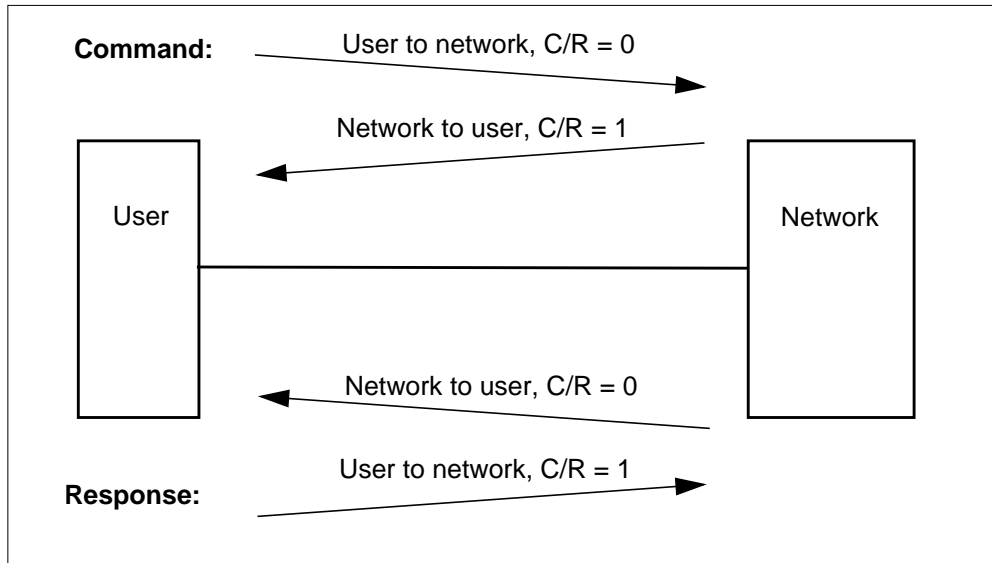 Command:
User to network, C/R = 0
Network to user, C/R = 1
User
Network
Network to user, C/R = 0
User to network, C/R = 1
Response: